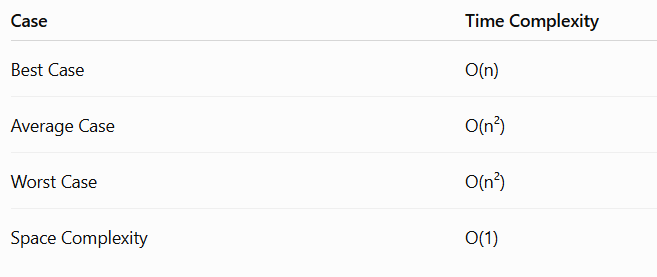 Case Time Complexity
Best Case O(n)
Average Case O(n²)
Worst Case O(n²)
Space Complexity O(1)